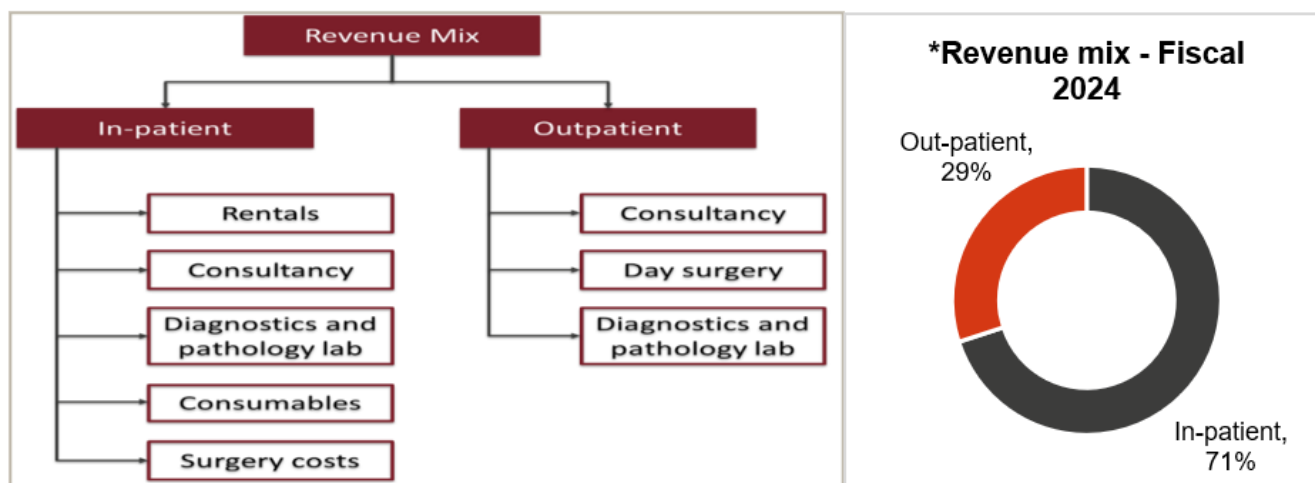 Revenue Mix
In-patient
Outpatient
Rentals
Consultancy
Diagnostics and
pathology lab
Consumables
Surgery costs
Consultancy
Day surgery
Diagnostics and
pathology lab
*Revenue mix - Fiscal
2024
Out-patient,
29%
In-patient,
71%